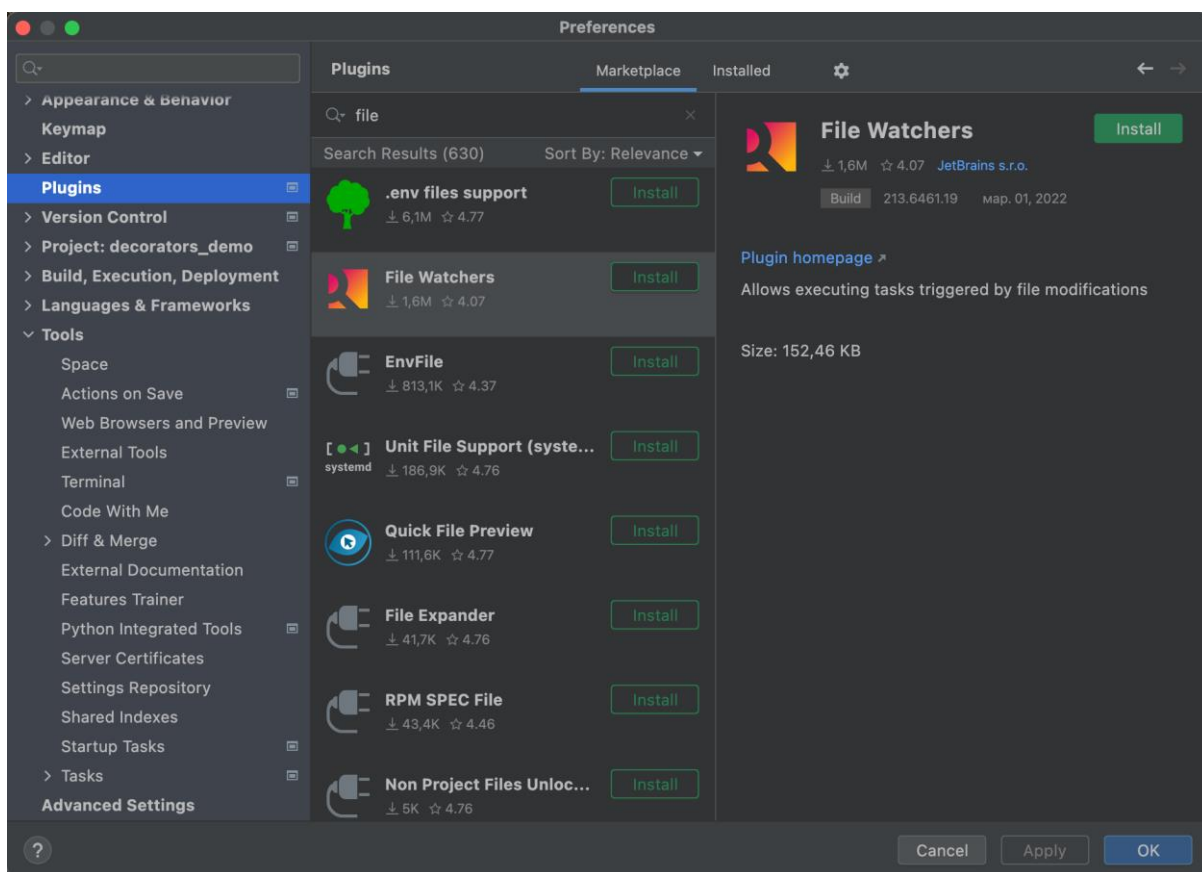 Preferences
Appearance & Behavior
Keymap
Editor
Plugins
Version Control
Project: decorators_demo
Build, Execution, Deployment
Languages & Frameworks
Tools
Space
Actions on Save
Web Browsers and Preview
External Tools
Terminal
Code With Me
Diff & Merge
External Documentation
Features Trainer
Python Integrated Tools
Server Certificates
Settings Repository
Shared Indexes
Startup Tasks
Tasks
Advanced Settings
Plugins Marketplace Installed
file
Search Results (630) Sort By: Relevance
.env files support Install
6,1M 4.77
File Watchers Install
1,6M 4.07
EnvFile Install
813,1K 4.37
Unit File Support (syste... Install
systemd 186,9K 4.76
Quick File Preview Install
111,6K 4.77
File Expander Install
41,7K 4.76
RPM SPEC File Install
43,4K 4.46
Non Project Files Unloc... Install
5K 4.76
File Watchers Install
1,6M 4.07 JetBrains s.r.o.
Build 213.6461.19 мар. 01, 2022
Plugin homepage
Allows executing tasks triggered by file modifications
Size: 152,46 KB
? Cancel Apply OK